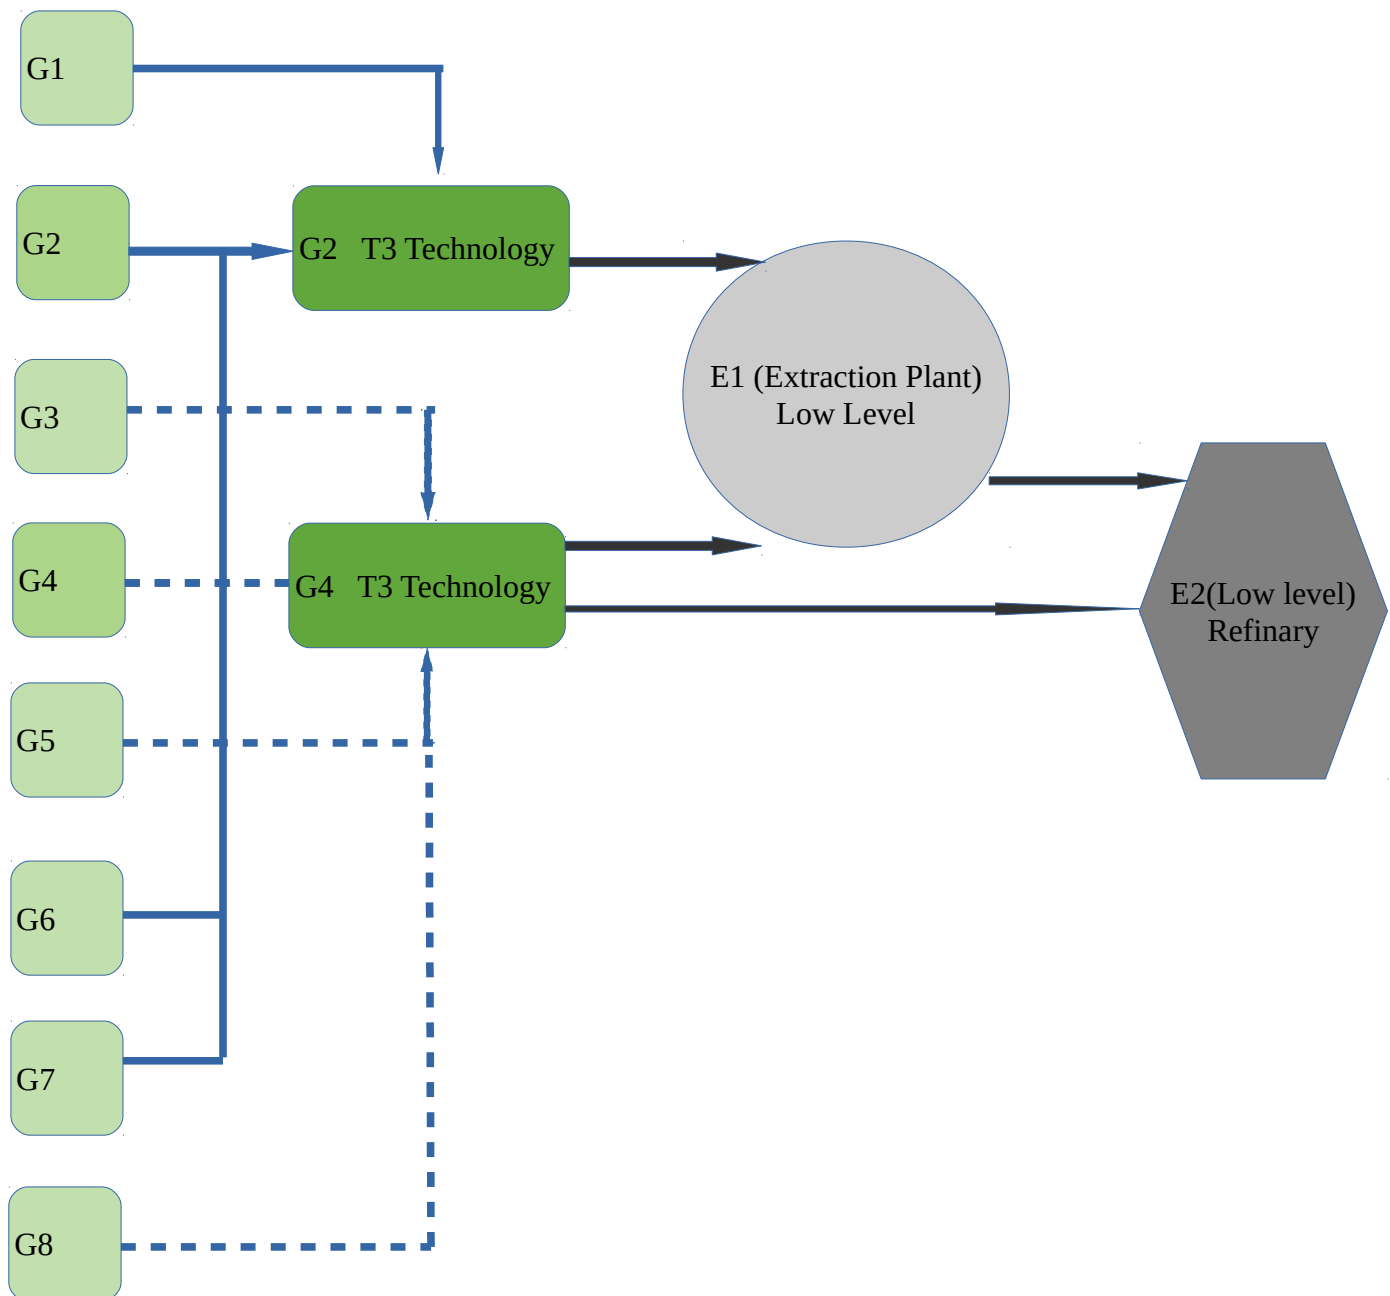 G1
G2
G2 T3 Technology
G3
E1 (Extraction Plant)
Low Level
G4
G4 T3 Technology
E2(Low level)
Refinary
G5
G6
G7
G8